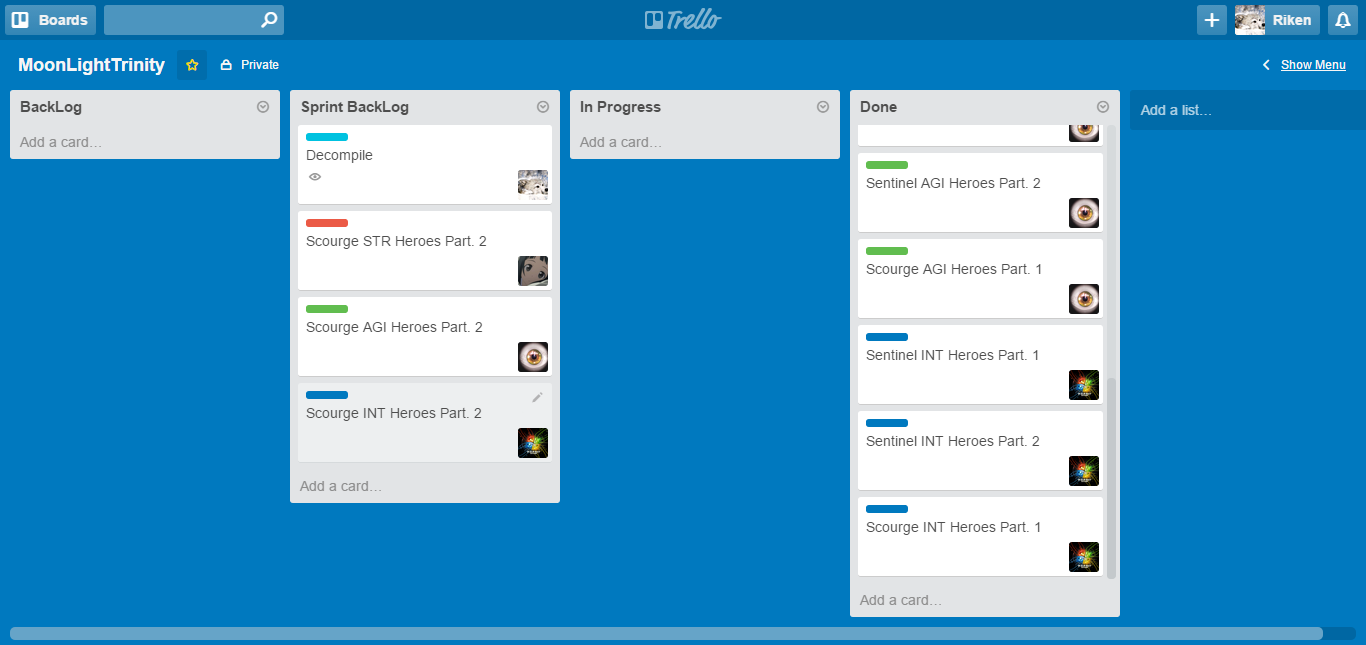 Boards
Trello
Riken
MoonLightTrinity
Private
Show Menu
BackLog
Add a card…
Sprint BackLog
Decompile
Scourge STR Heroes Part. 2
Scourge AGI Heroes Part. 2
Scourge INT Heroes Part. 2
Add a card…
In Progress
Add a card…
Done
Sentinel AGI Heroes Part. 2
Scourge AGI Heroes Part. 1
Sentinel INT Heroes Part. 1
Sentinel INT Heroes Part. 2
Scourge INT Heroes Part. 1
Add a card…
Add a list…